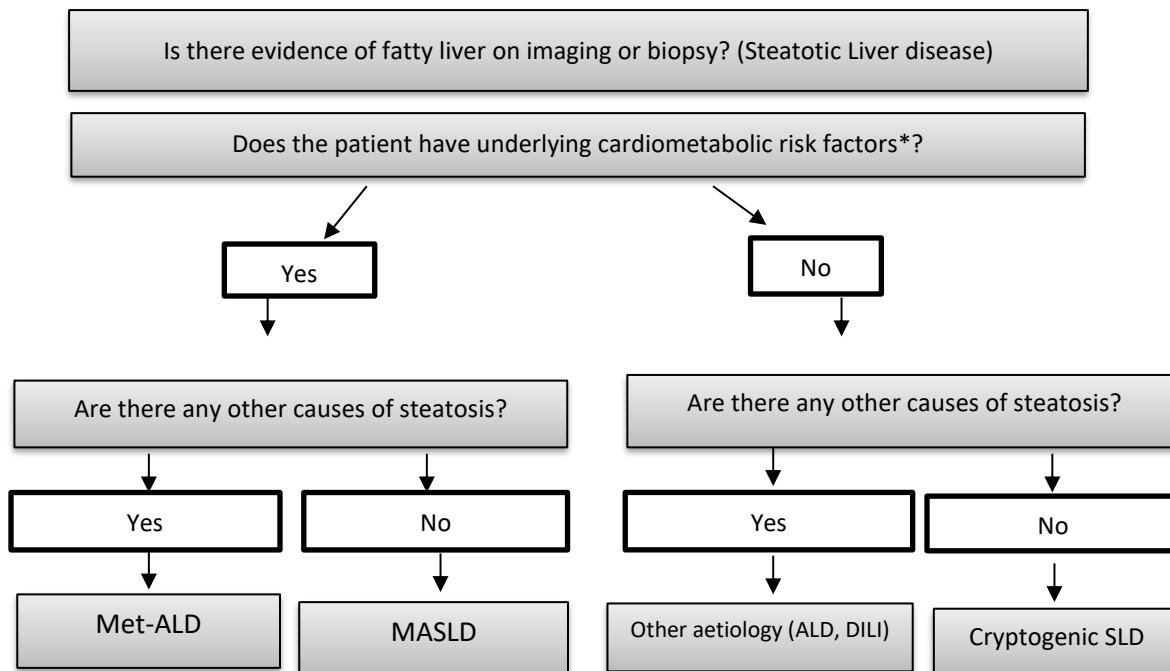 Is there evidence of fatty liver on imaging or biopsy? (Steatotic Liver disease)
Does the patient have underlying cardiometabolic risk factors*?
Yes
No
Are there any other causes of steatosis?
Are there any other causes of steatosis?
Yes
No
Yes
No
Met-ALD
MASLD
Other aetiology (ALD, DILI)
Cryptogenic SLD